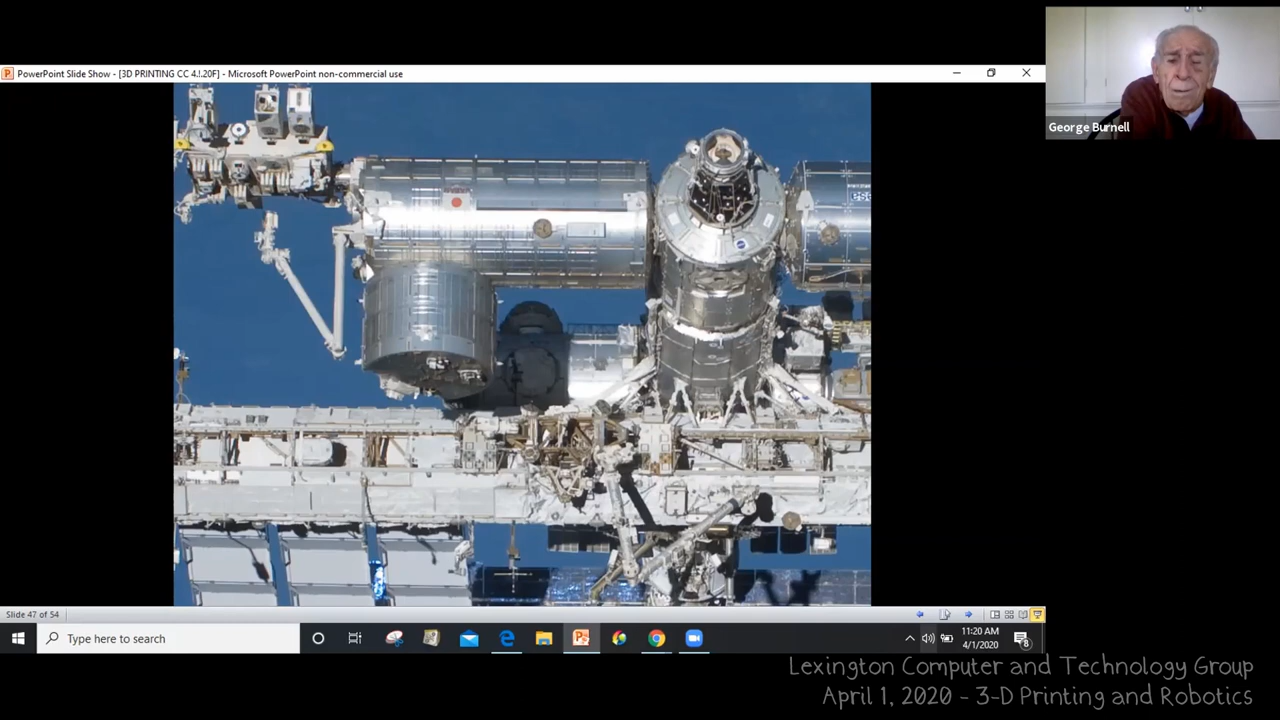 PowerPoint Slide Show - [3D PRINTING CC 4.!.20F] - Microsoft PowerPoint non-commercial use
George Burnell
Slide 47 of 54
Type here to search
11:20 AM
4/1/2020
8
Lexington Computer and Technology Group
April 1, 2020 - 3-D Printing and Robotics